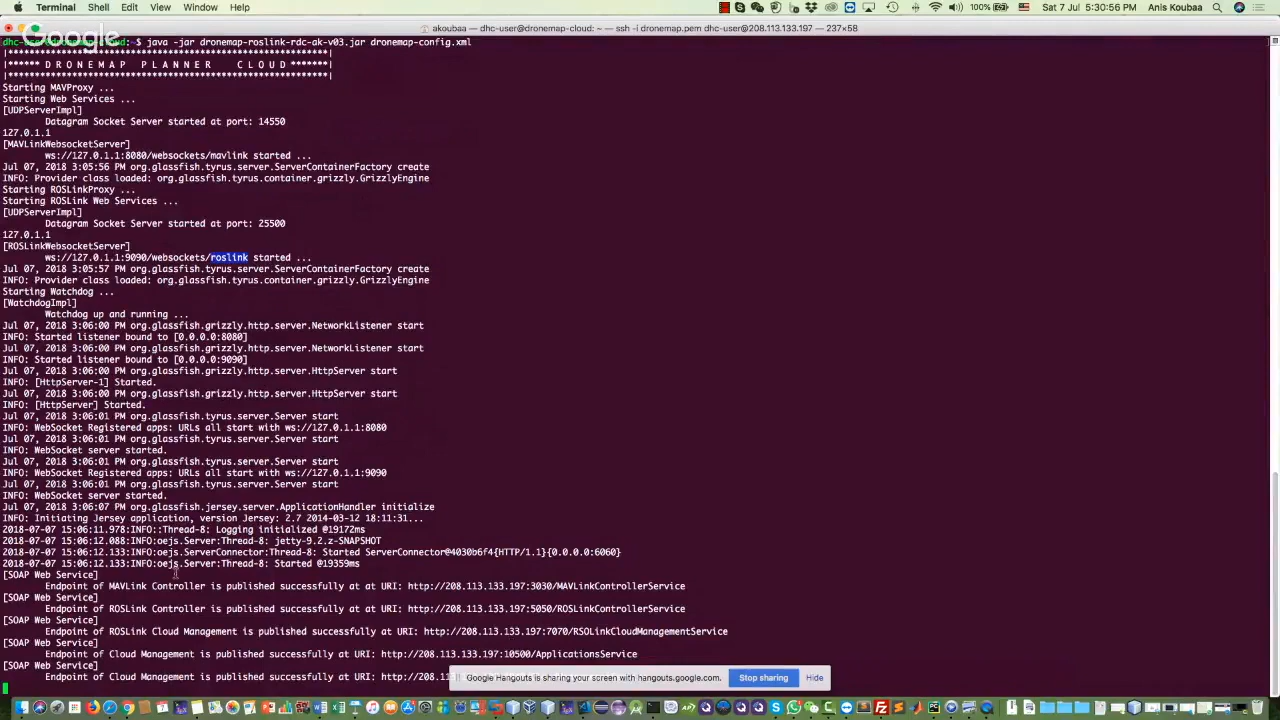 Terminal Shell Edit View Window Help
100% Sat 7 Jul 5:30:56 PM Anis Koubaa
akoubaa — dhc-user@dronemap-cloud: ~ — ssh -i dronemap.pem dhc-user@208.113.133.197 — 237×58
Google
dhc-user@dronemap-cloud:~$ java -jar dronemap-roslink-rdc-ak-v03.jar dronemap-config.xml
|************************************************************|
|****** D R O N E M A P   P L A N N E R   C L O U D *******|
|************************************************************|
Starting MAVProxy ...
Starting Web Services ...
[UDPServerImpl]
Datagram Socket Server started at port: 14550
127.0.1.1
[MAVLinkWebsocketServer]
ws://127.0.1.1:8080/websockets/mavlink started ...
Jul 07, 2018 3:05:56 PM org.glassfish.tyrus.server.ServerContainerFactory create
INFO: Provider class loaded: org.glassfish.tyrus.container.grizzly.GrizzlyEngine
Starting ROSLinkProxy ...
Starting ROSLink Web Services ...
[UDPServerImpl]
Datagram Socket Server started at port: 25500
127.0.1.1
[ROSLinkWebsocketServer]
ws://127.0.1.1:9090/websockets/roslink started ...
Jul 07, 2018 3:05:57 PM org.glassfish.tyrus.server.ServerContainerFactory create
INFO: Provider class loaded: org.glassfish.tyrus.container.grizzly.GrizzlyEngine
Starting Watchdog ...
[WatchdogImpl]
Watchdog up and running ...
Jul 07, 2018 3:06:00 PM org.glassfish.grizzly.http.server.NetworkListener start
INFO: Started listener bound to [0.0.0.0:8080]
Jul 07, 2018 3:06:00 PM org.glassfish.grizzly.http.server.NetworkListener start
INFO: Started listener bound to [0.0.0.0:9090]
Jul 07, 2018 3:06:00 PM org.glassfish.grizzly.http.server.HttpServer start
INFO: [HttpServer-1] Started.
Jul 07, 2018 3:06:00 PM org.glassfish.grizzly.http.server.HttpServer start
INFO: [HttpServer] Started.
Jul 07, 2018 3:06:01 PM org.glassfish.tyrus.server.Server start
INFO: WebSocket Registered apps: URLs all start with ws://127.0.1.1:8080
Jul 07, 2018 3:06:01 PM org.glassfish.tyrus.server.Server start
INFO: WebSocket server started.
Jul 07, 2018 3:06:01 PM org.glassfish.tyrus.server.Server start
INFO: WebSocket Registered apps: URLs all start with ws://127.0.1.1:9090
Jul 07, 2018 3:06:01 PM org.glassfish.tyrus.server.Server start
INFO: WebSocket server started.
Jul 07, 2018 3:06:07 PM org.glassfish.jersey.server.ApplicationHandler initialize
INFO: Initiating Jersey application, version Jersey: 2.7 2014-03-12 18:11:31...
2018-07-07 15:06:11.978:INFO::Thread-8: Logging initialized @19172ms
2018-07-07 15:06:12.088:INFO:oejs.Server:Thread-8: jetty-9.2.z-SNAPSHOT
2018-07-07 15:06:12.133:INFO:oejs.ServerConnector:Thread-8: Started ServerConnector@4030b6f4{HTTP/1.1}{0.0.0.0:6060}
2018-07-07 15:06:12.133:INFO:oejs.Server:Thread-8: Started @19359ms
[SOAP Web Service]
Endpoint of MAVLink Controller is published successfully at at URI: http://208.113.133.197:3030/MAVLinkControllerService
[SOAP Web Service]
Endpoint of ROSLink Controller is published successfully at URI: http://208.113.133.197:5050/ROSLinkControllerService
[SOAP Web Service]
Endpoint of ROSLink Cloud Management is published successfully at URI: http://208.113.133.197:7070/RSOLinkCloudManagementService
[SOAP Web Service]
Endpoint of Cloud Management is published successfully at URI: http://208.113.133.197:10500/ApplicationsService
[SOAP Web Service]
Endpoint of Cloud Management is published successfully at URI: http://208.11
Google Hangouts is sharing your screen with hangouts.google.com. Stop sharing Hide